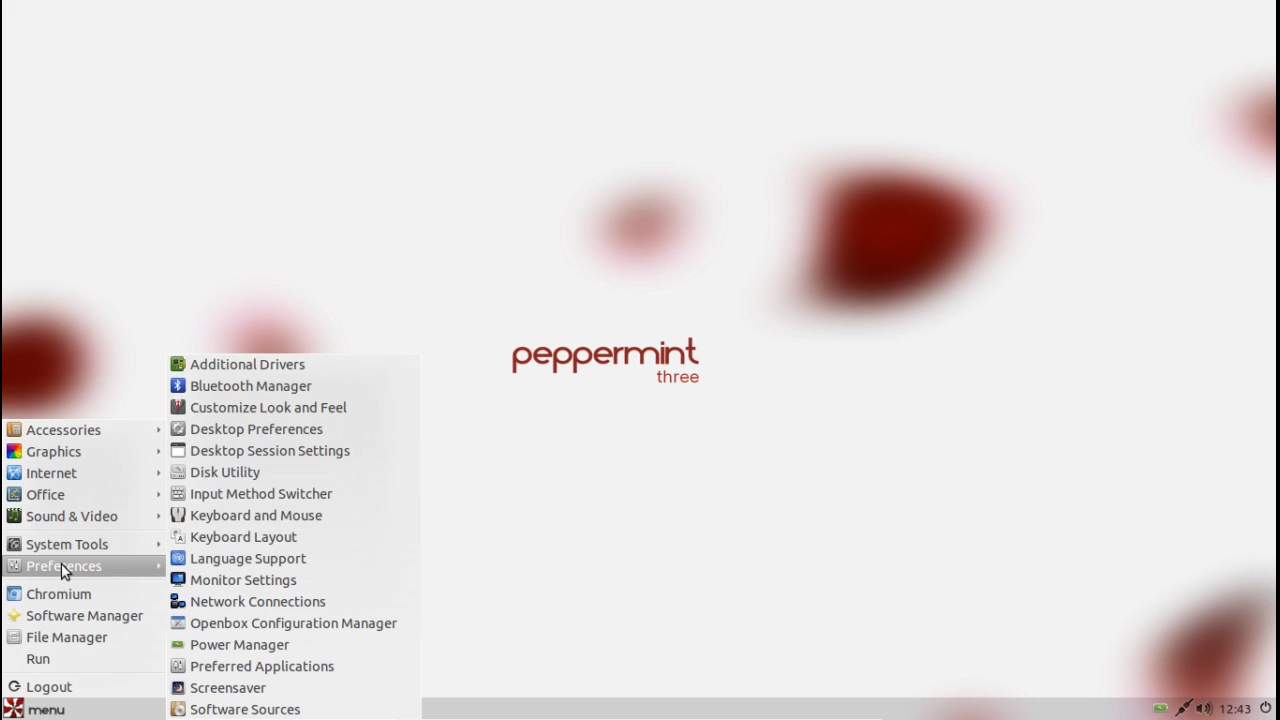 peppermint
three
Additional Drivers
Bluetooth Manager
Customize Look and Feel
Desktop Preferences
Desktop Session Settings
Disk Utility
Input Method Switcher
Keyboard and Mouse
Keyboard Layout
Language Support
Monitor Settings
Network Connections
Openbox Configuration Manager
Power Manager
Preferred Applications
Screensaver
Software Sources
Accessories
Graphics
Internet
Office
Sound & Video
System Tools
Preferences
Chromium
Software Manager
File Manager
Run
Logout
menu
12:43